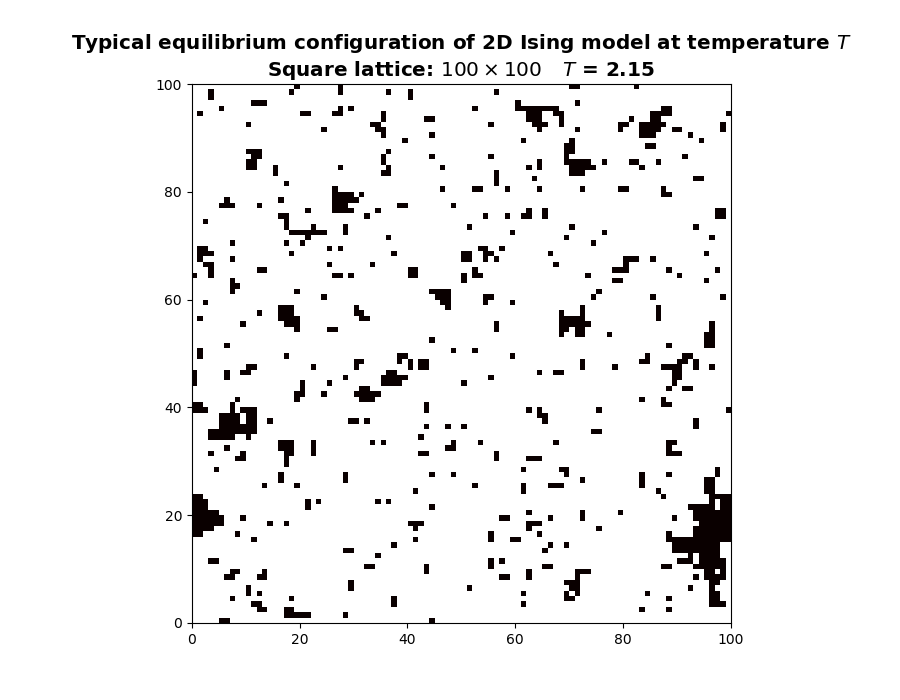 Typical equilibrium configuration of 2D Ising model at temperature T
Square lattice: 100 × 100 T = 2.15
100
80
60
40
20
0
0 20 40 60 80 100